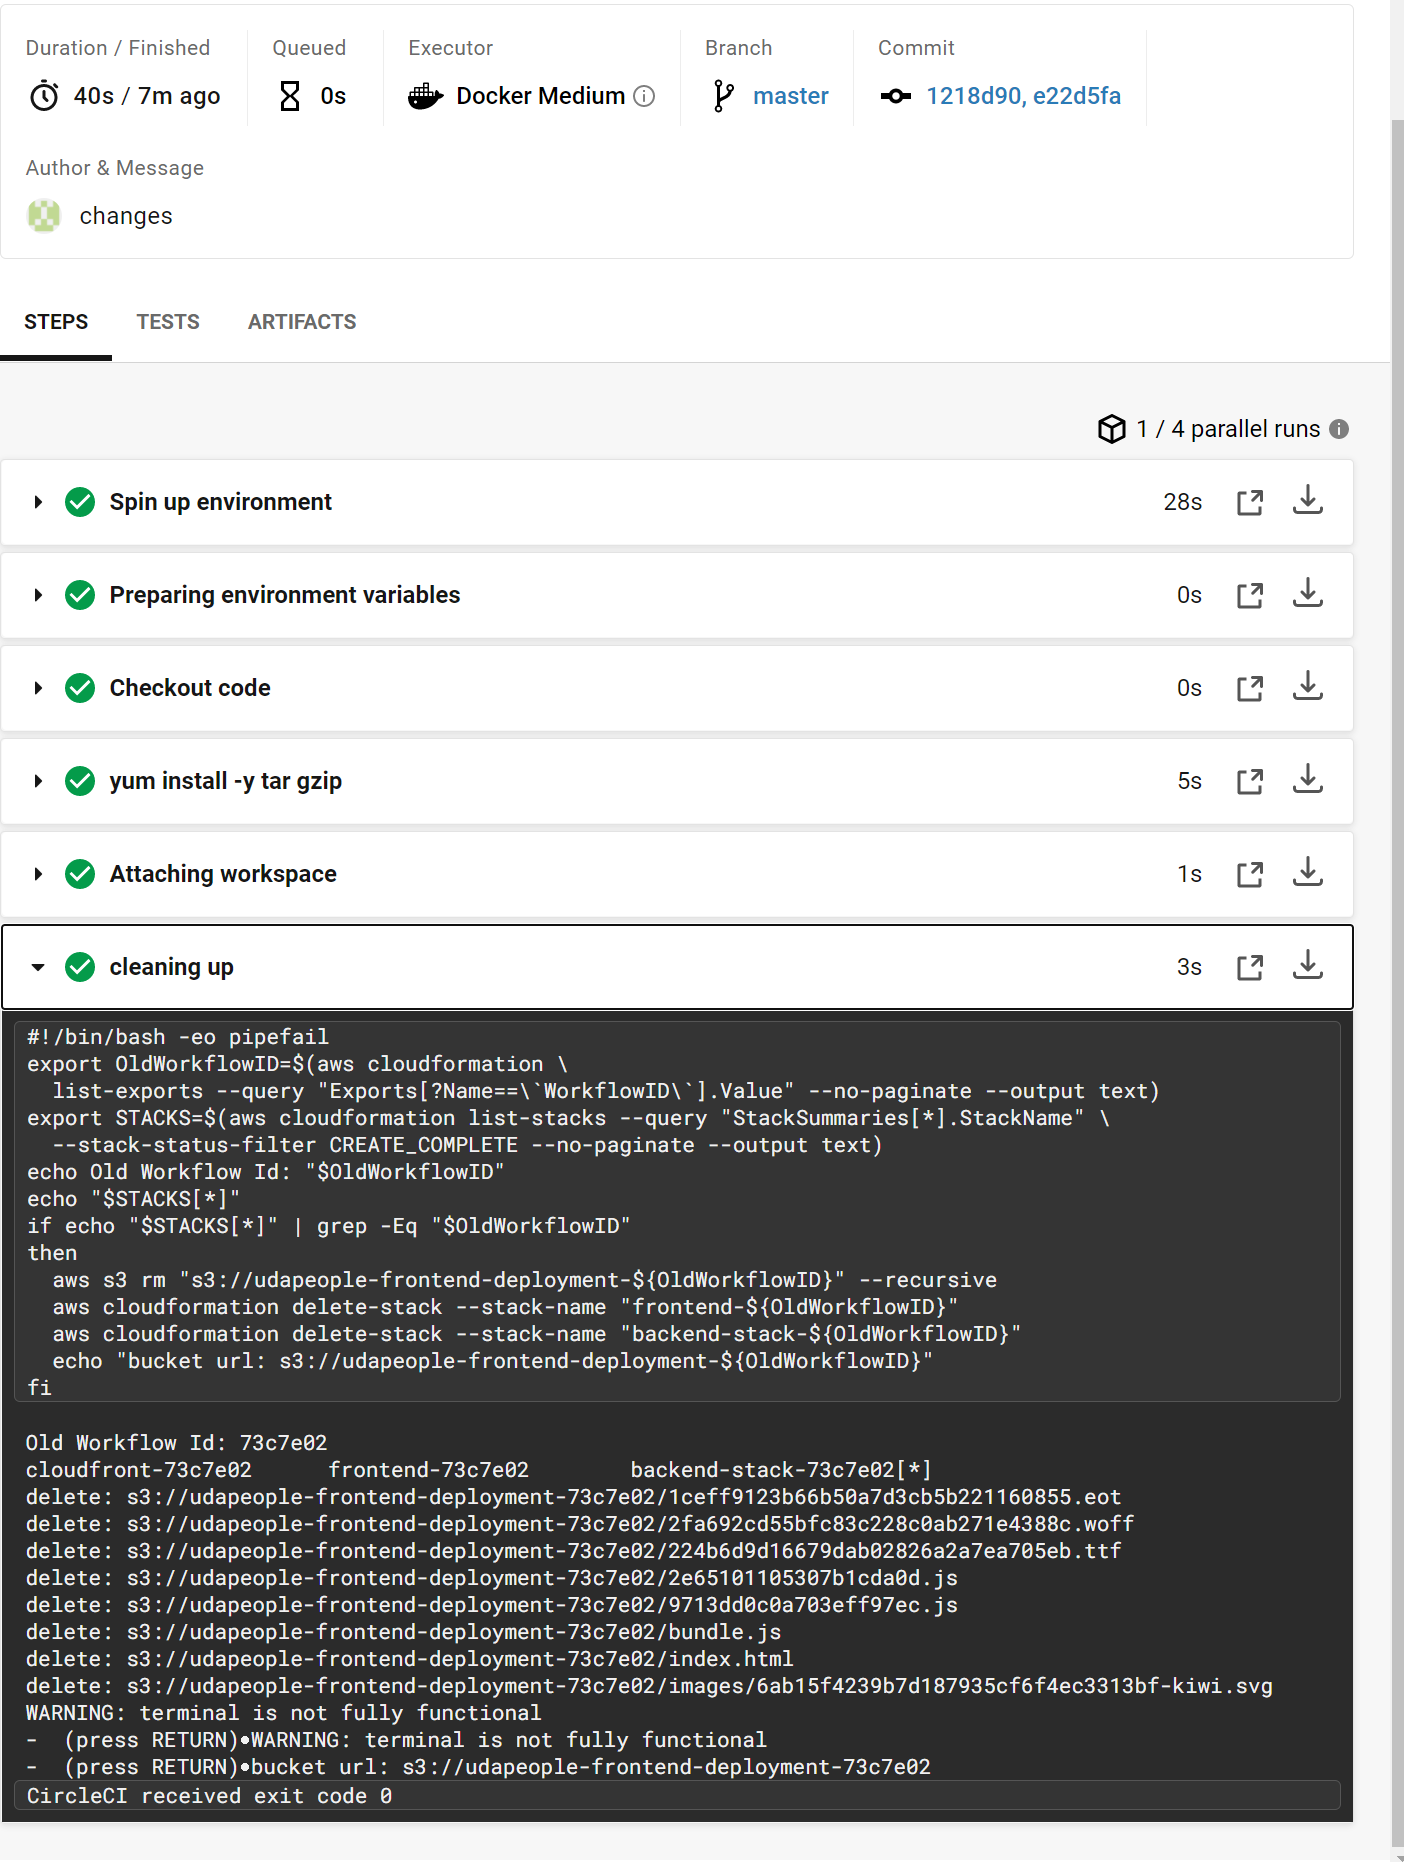 Duration / Finished
40s / 7m ago
Queued
0s
Executor
Docker Medium
Branch
master
Commit
1218d90, e22d5fa
Author & Message
changes
STEPS TESTS ARTIFACTS
1 / 4 parallel runs
Spin up environment 28s
Preparing environment variables 0s
Checkout code 0s
yum install -y tar gzip 5s
Attaching workspace 1s
cleaning up 3s
#!/bin/bash -eo pipefail
export OldWorkflowID=$(aws cloudformation \
  list-exports --query "Exports[?Name==\`WorkflowID\`].Value" --no-paginate --output text)
export STACKS=$(aws cloudformation list-stacks --query "StackSummaries[*].StackName" \
  --stack-status-filter CREATE_COMPLETE --no-paginate --output text)
echo Old Workflow Id: "$OldWorkflowID"
echo "$STACKS[*]"
if echo "$STACKS[*]" | grep -Eq "$OldWorkflowID"
then
  aws s3 rm "s3://udapeople-frontend-deployment-${OldWorkflowID}" --recursive
  aws cloudformation delete-stack --stack-name "frontend-${OldWorkflowID}"
  aws cloudformation delete-stack --stack-name "backend-stack-${OldWorkflowID}"
  echo "bucket url: s3://udapeople-frontend-deployment-${OldWorkflowID}"
fi
Old Workflow Id: 73c7e02
cloudfront-73c7e02      frontend-73c7e02        backend-stack-73c7e02[*]
delete: s3://udapeople-frontend-deployment-73c7e02/1ceff9123b66b50a7d3cb5b221160855.eot
delete: s3://udapeople-frontend-deployment-73c7e02/2fa692cd55bfc83c228c0ab271e4388c.woff
delete: s3://udapeople-frontend-deployment-73c7e02/224b6d9d16679dab02826a2a7ea705eb.ttf
delete: s3://udapeople-frontend-deployment-73c7e02/2e65101105307b1cda0d.js
delete: s3://udapeople-frontend-deployment-73c7e02/9713dd0c0a703eff97ec.js
delete: s3://udapeople-frontend-deployment-73c7e02/bundle.js
delete: s3://udapeople-frontend-deployment-73c7e02/index.html
delete: s3://udapeople-frontend-deployment-73c7e02/images/6ab15f4239b7d187935cf6f4ec3313bf-kiwi.svg
WARNING: terminal is not fully functional
-  (press RETURN)•WARNING: terminal is not fully functional
-  (press RETURN)•bucket url: s3://udapeople-frontend-deployment-73c7e02
CircleCI received exit code 0